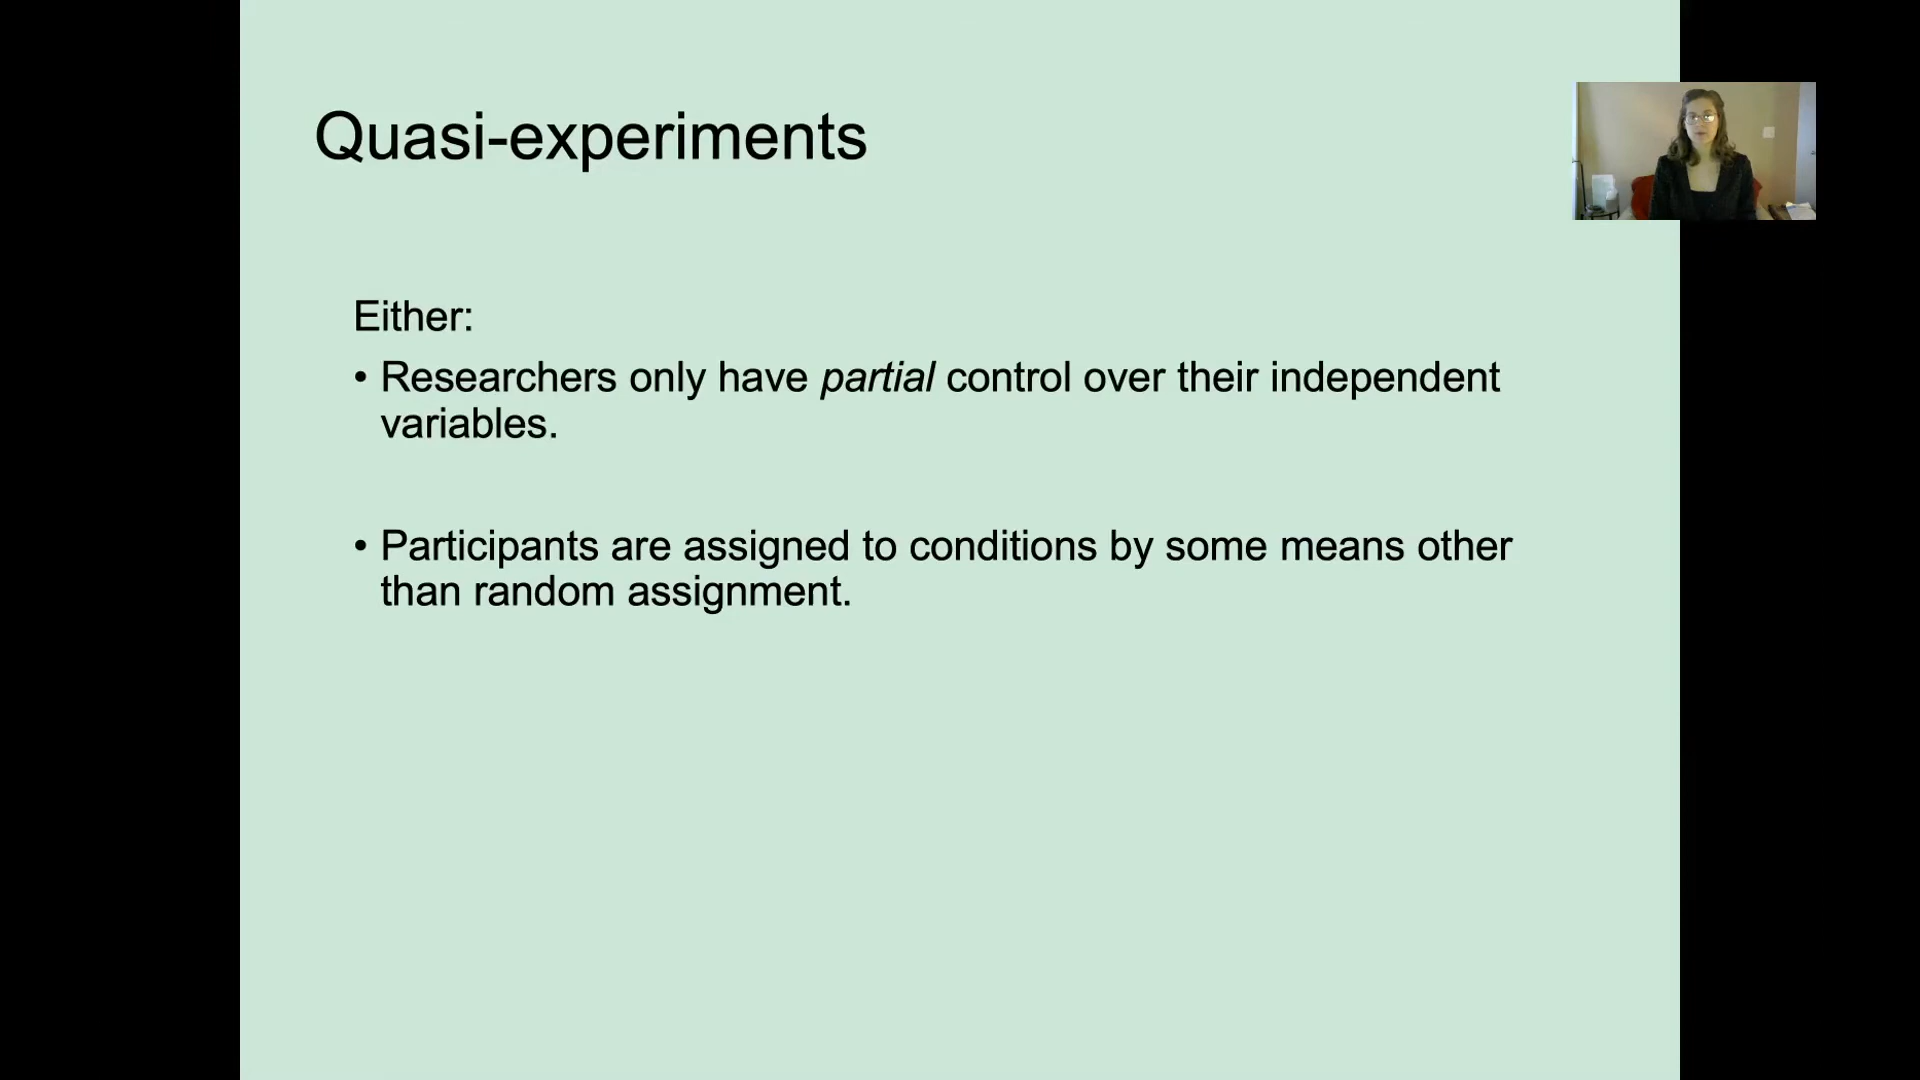 Quasi-experiments
Either:
• Researchers only have partial control over their independent
variables.
• Participants are assigned to conditions by some means other
than random assignment.